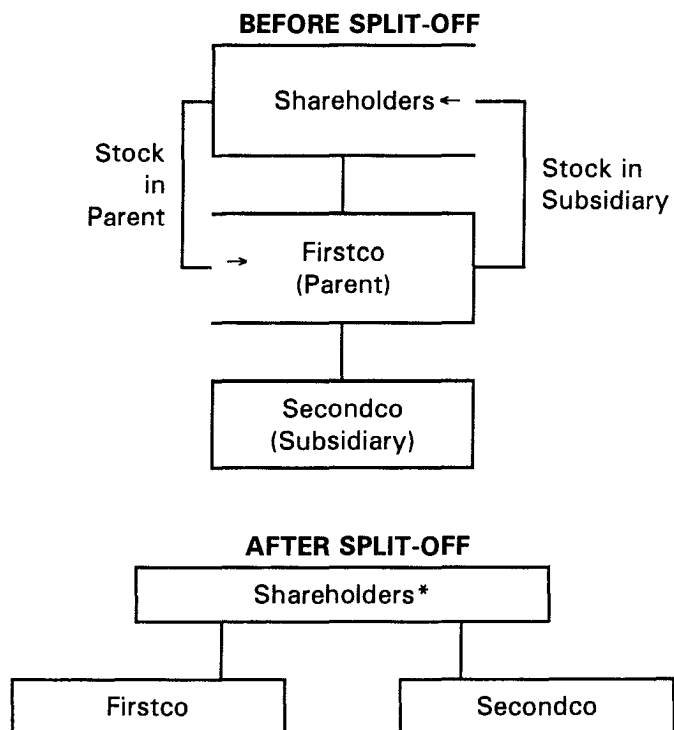 BEFORE SPLIT-OFF
Shareholders ←
Stock
in
Parent
Stock in
Subsidiary
→ Firstco
(Parent)
Secondco
(Subsidiary)
AFTER SPLIT-OFF
Shareholders*
Firstco
Secondco